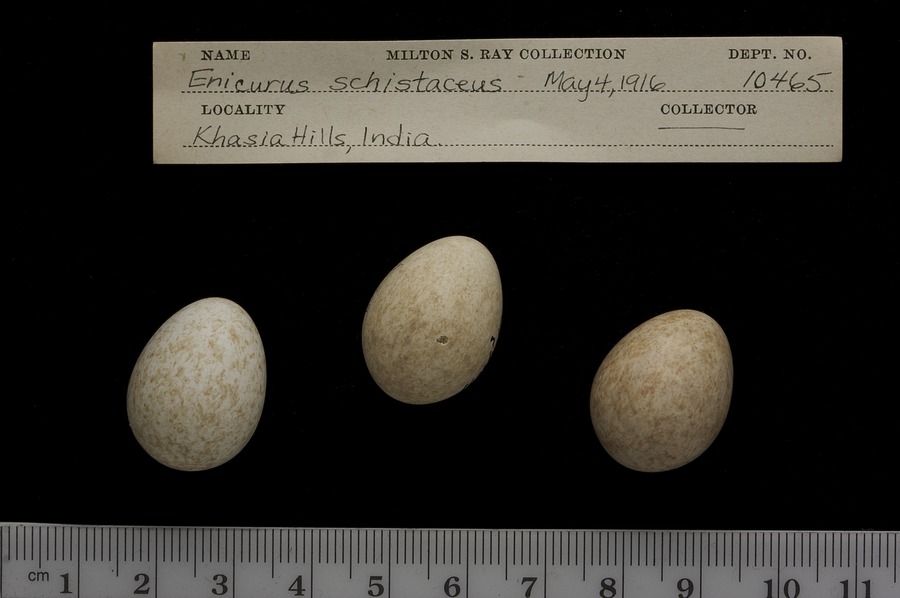 NAME MILTON S. RAY COLLECTION DEPT. NO.
Enicurus schistaceus - May 4, 1916 10465
LOCALITY COLLECTOR
Khasia Hills, India.
cm 1 2 3 4 5 6 7 8 9 10 11